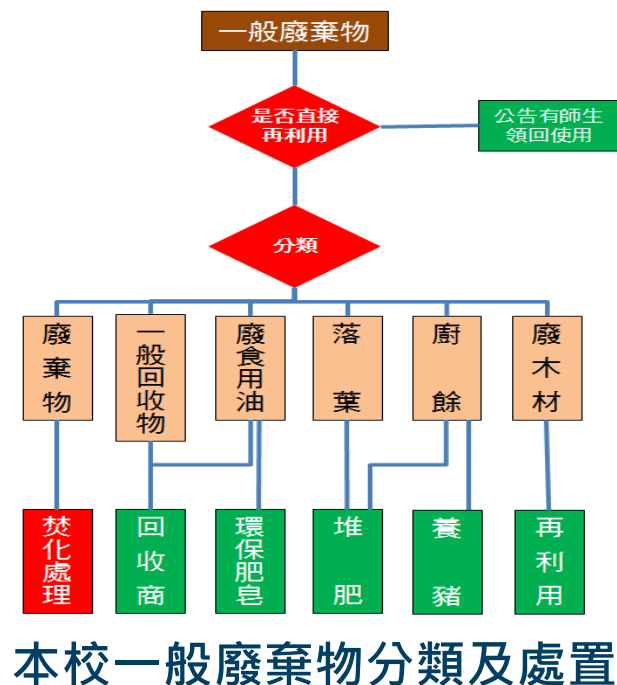 一般廢棄物
是否直接
再利用
公告有師生
領回使用
分類
廢棄物
一般回收物
廢食用油
落葉
廚餘
廢木材
焚化處理
回收商
環保肥皂
堆肥
養豬
再利用
本校一般廢棄物分類及處置